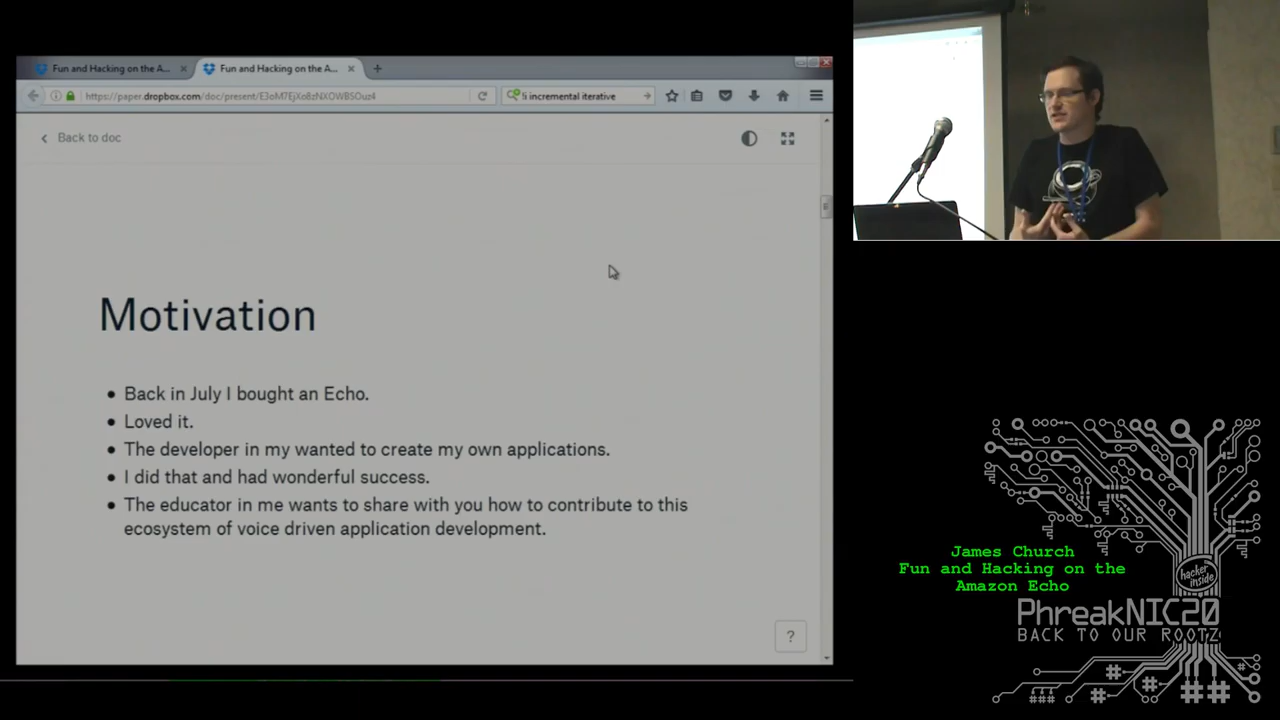 Fun and Hacking on the A...
Fun and Hacking on the A...
https://paper.dropbox.com/doc/present/
incremental iterative
Back to doc
Motivation
Back in July I bought an Echo.
Loved it.
The developer in my wanted to create my own applications.
I did that and had wonderful success.
The educator in me wants to share with you how to contribute to this
ecosystem of voice driven application development.
?
James Church
Fun and Hacking on the
Amazon Echo
hacker
inside
PhreakNIC20
BACK TO OUR ROOTZ